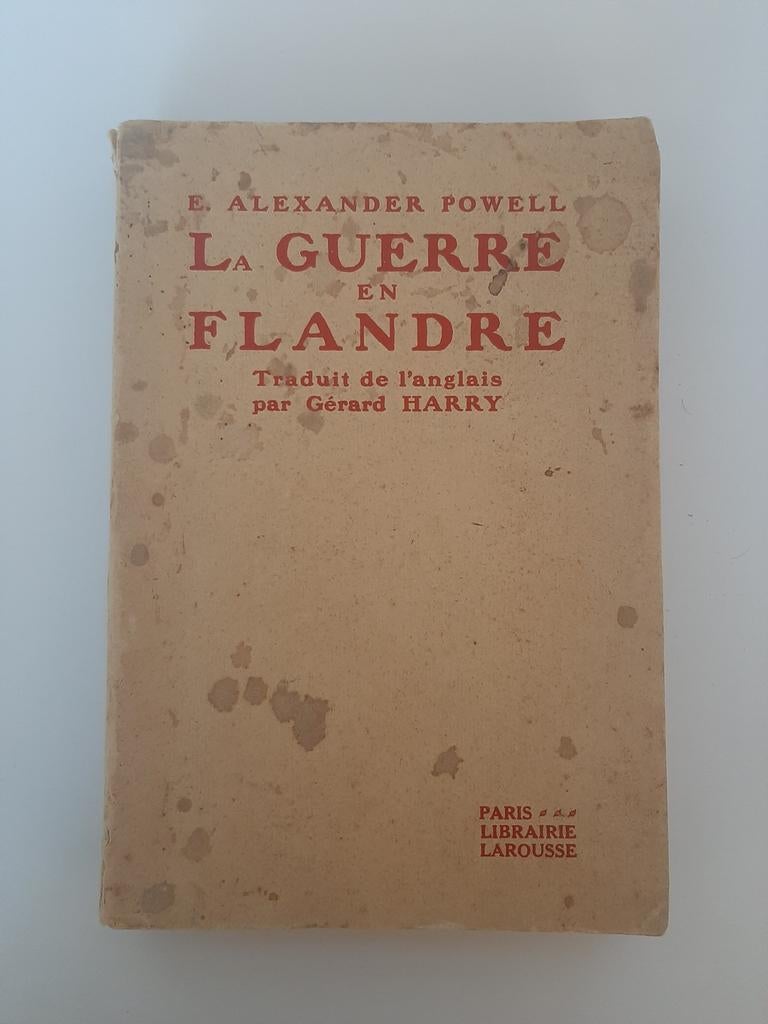 E. ALEXANDER POWELL
LA GUERRE
EN
FLANDRE
Traduit de l'anglais
par Gérard HARRY
PARIS
LIBRAIRIE
LAROUSSE